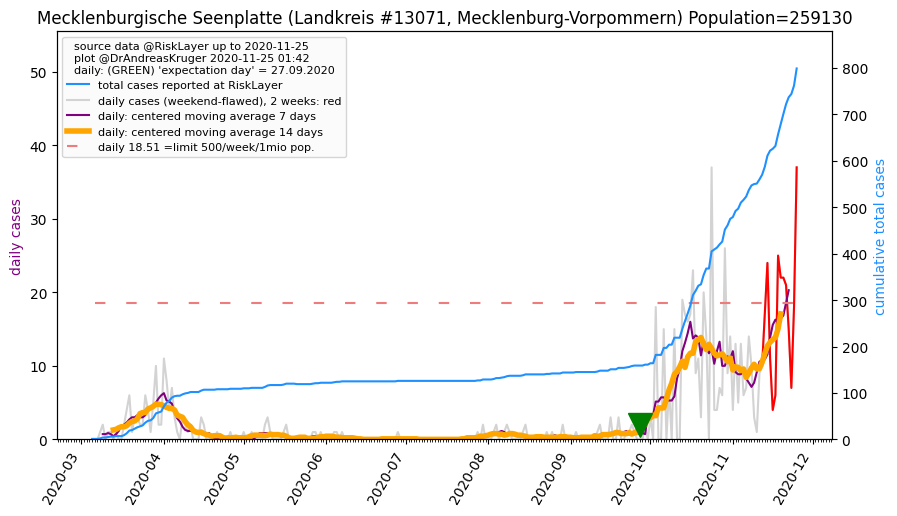 Mecklenburgische Seenplatte (Landkreis #13071, Mecklenburg-Vorpommern) Population=259130
source data @RiskLayer up to 2020-11-25
plot @DrAndreasKruger 2020-11-25 01:42
daily: (GREEN) 'expectation day' = 27.09.2020
total cases reported at RiskLayer
daily cases (weekend-flawed), 2 weeks: red
daily: centered moving average 7 days
daily: centered moving average 14 days
daily 18.51 =limit 500/week/1mio pop.
daily cases
50
40
30
20
10
0
cumulative total cases
800
700
600
500
400
300
200
100
0
2020-03
2020-04
2020-05
2020-06
2020-07
2020-08
2020-09
2020-10
2020-11
2020-12